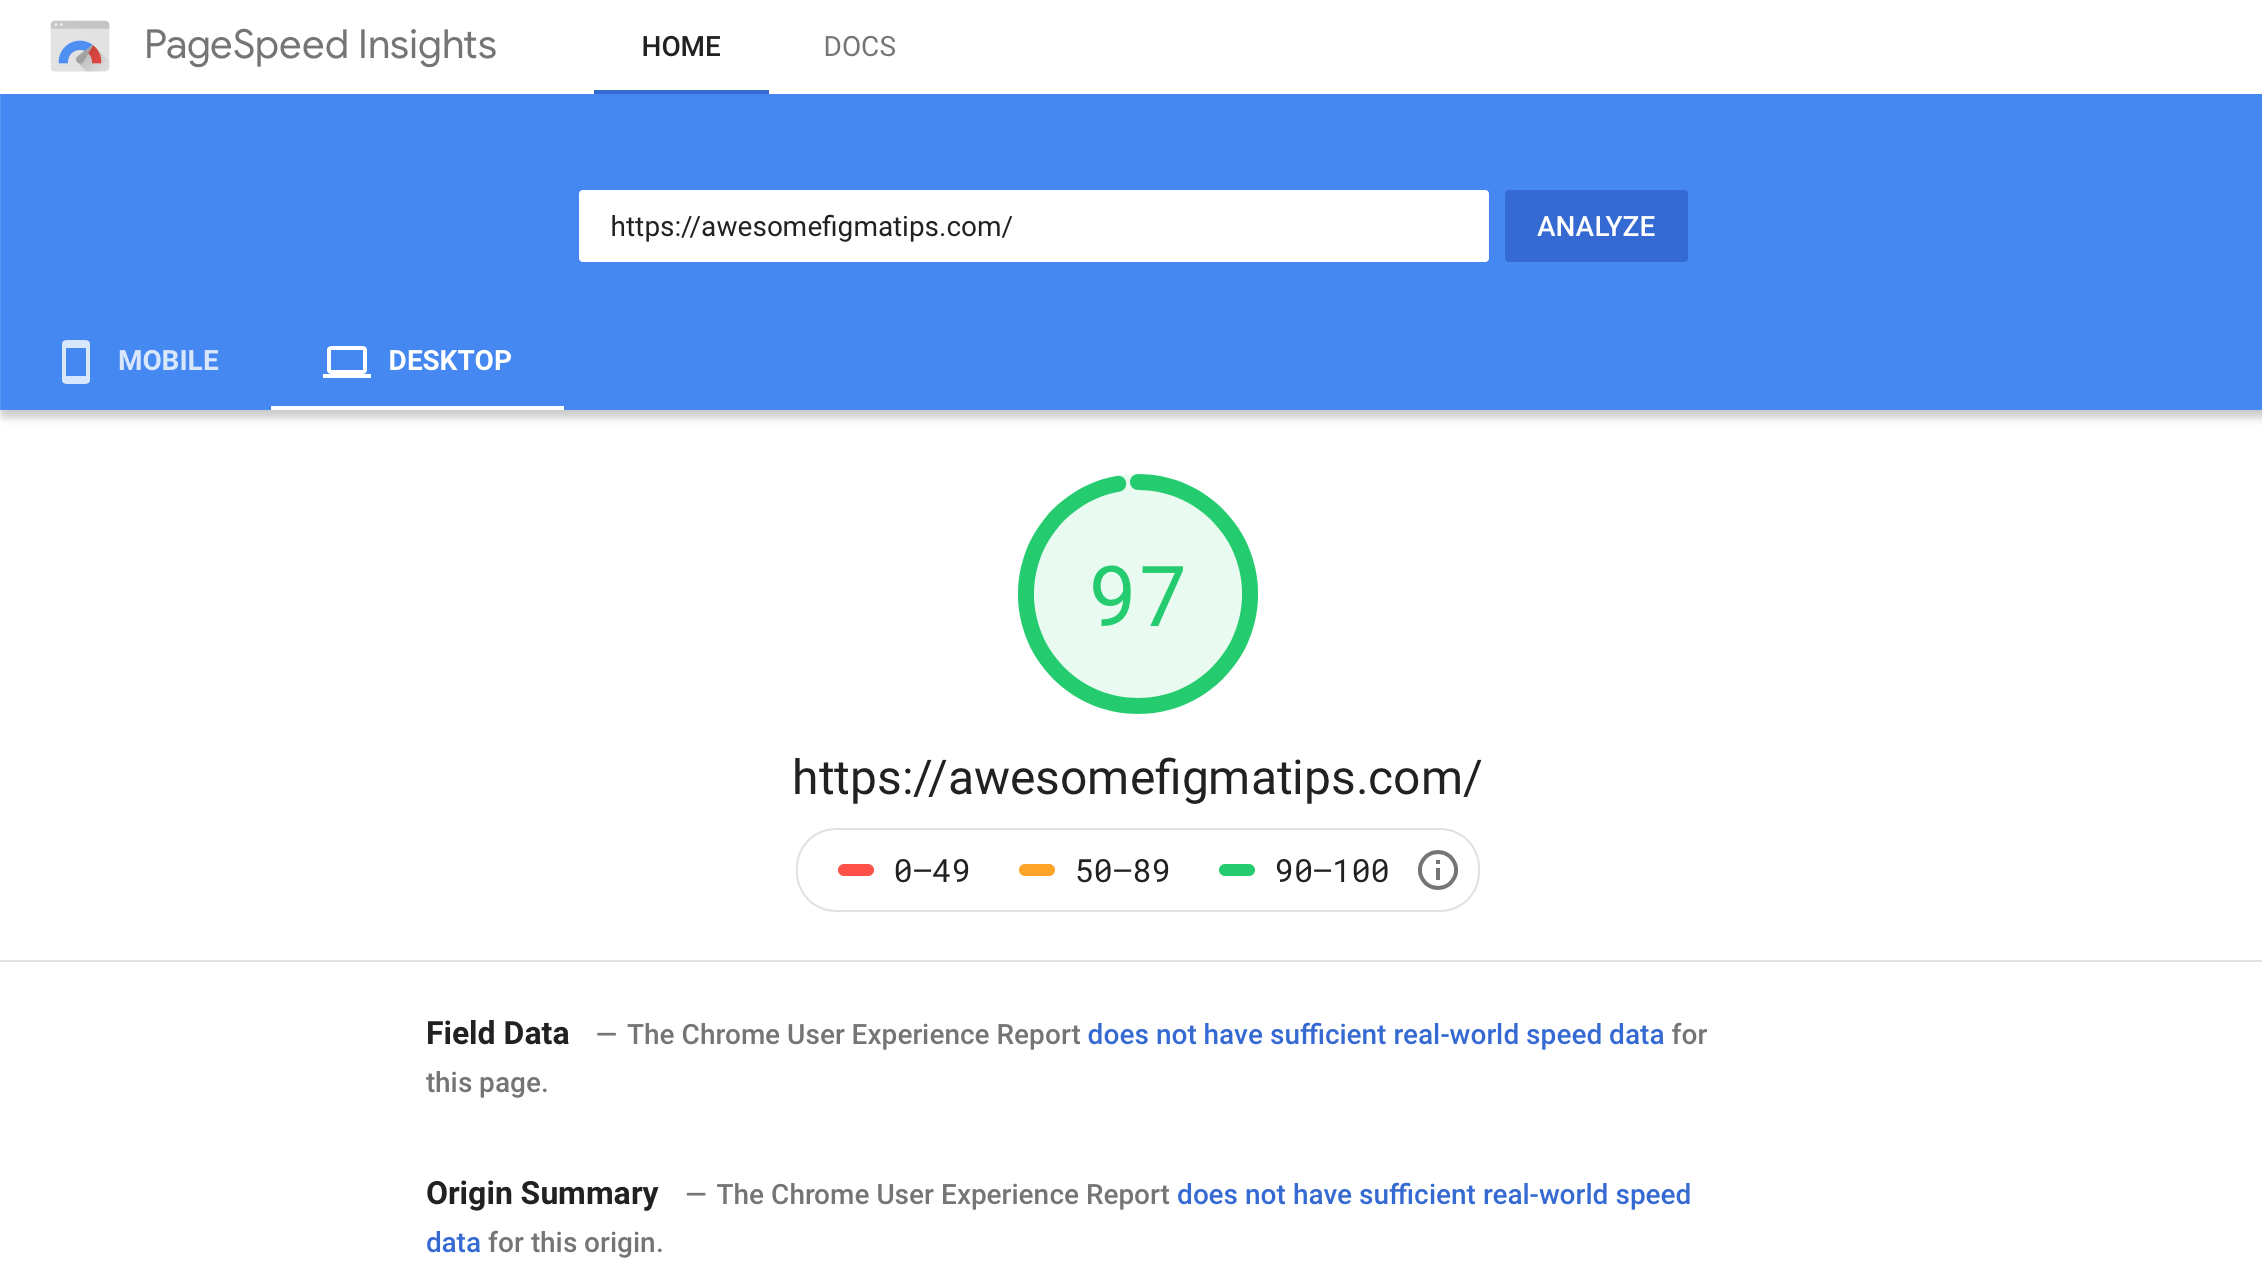 PageSpeed Insights HOME DOCS
https://awesomefigmatips.com/ ANALYZE
MOBILE DESKTOP
97
https://awesomefigmatips.com/
0–49 50–89 90–100
Field Data — The Chrome User Experience Report does not have sufficient real-world speed data for
this page.
Origin Summary — The Chrome User Experience Report does not have sufficient real-world speed
data for this origin.